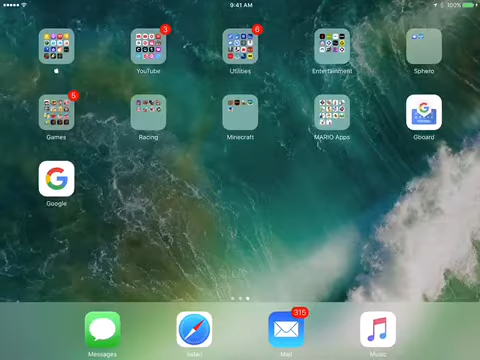 9:41 AM
100%
3
6
YouTube
Utilities
Entertainment
Sphero
5
Games
Racing
Minecraft
MARIO Apps
Gboard
Google
315
Messages
Safari
Mail
Music